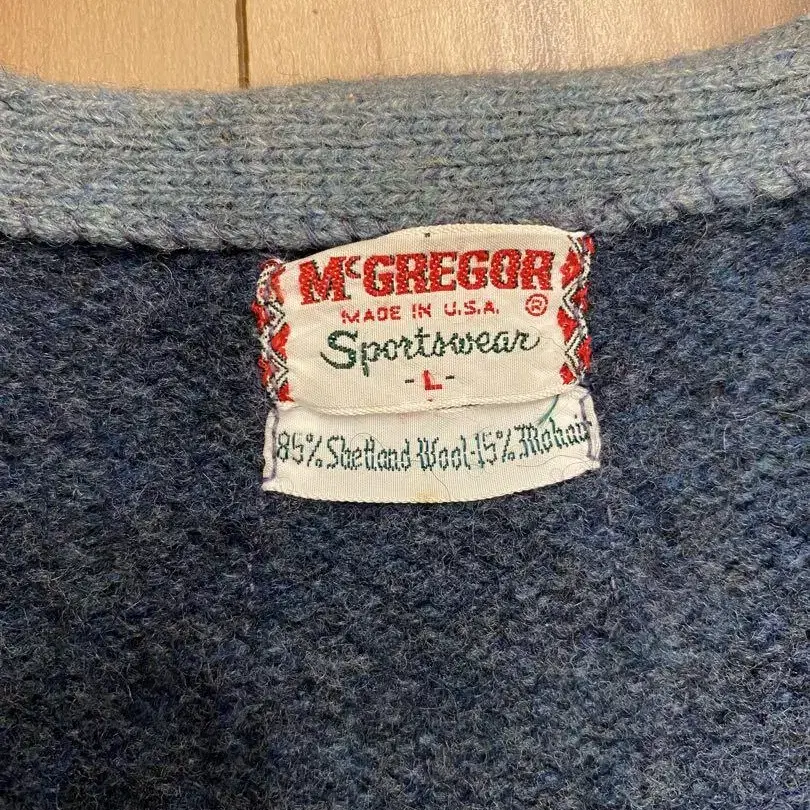 McGREGOR
MADE IN U.S.A. ®
Sportswear
-L-
85% Shetland Wool-15% Mohair